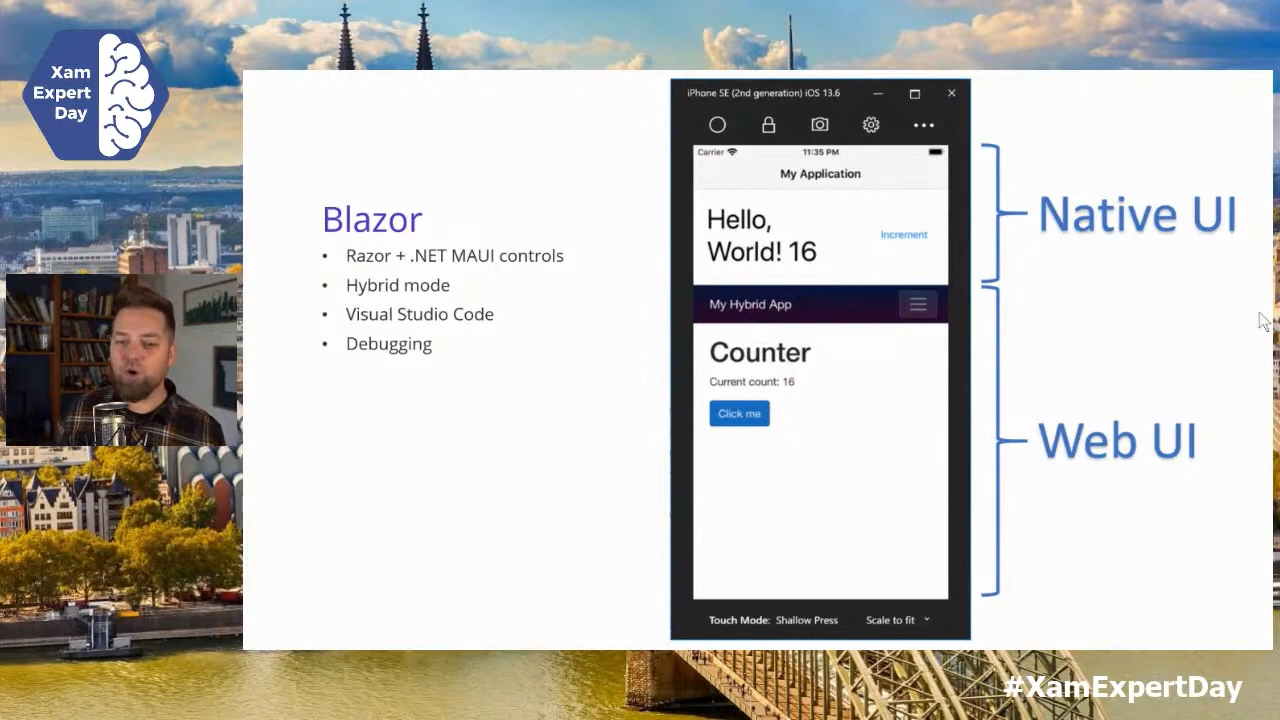 Xam
Expert
Day
Blazor
• Razor + .NET MAUI controls
• Hybrid mode
• Visual Studio Code
• Debugging
iPhone SE (2nd generation) iOS 13.6
Carrier
11:35 PM
My Application
Hello,
World! 16
Increment
My Hybrid App
Counter
Current count: 16
Click me
Touch Mode: Shallow Press
Scale to fit
Native UI
Web UI
#XamExpertDay